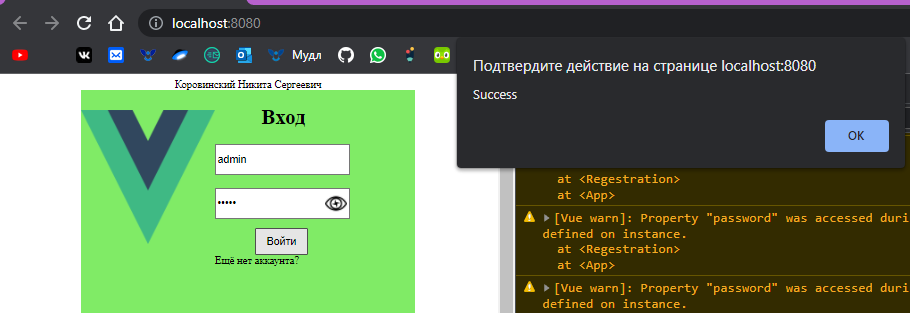 localhost:8080
Мудл
Коровинский Никита Сергеевич
Вход
admin
•••••
Войти
Ещё нет аккаунта?
Подтвердите действие на странице localhost:8080
Success
OK
at <Regestration>
at <App>
[Vue warn]: Property "password" was accessed duri
defined on instance.
at <Regestration>
at <App>
[Vue warn]: Property "password" was accessed duri
defined on instance.